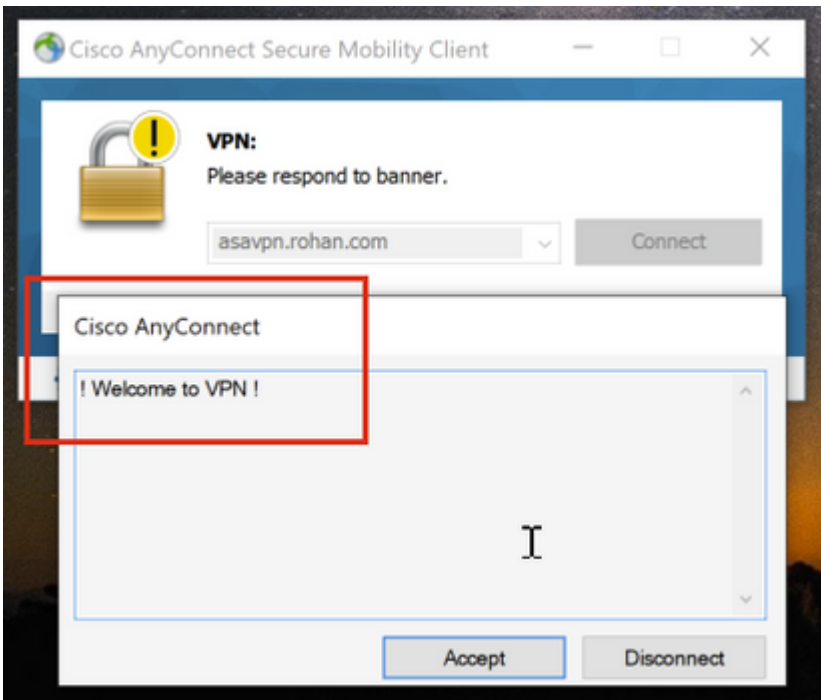 Cisco AnyConnect Secure Mobility Client
VPN:
Please respond to banner.
asavpn.rohan.com
Connect
Cisco AnyConnect
! Welcome to VPN !
Accept
Disconnect